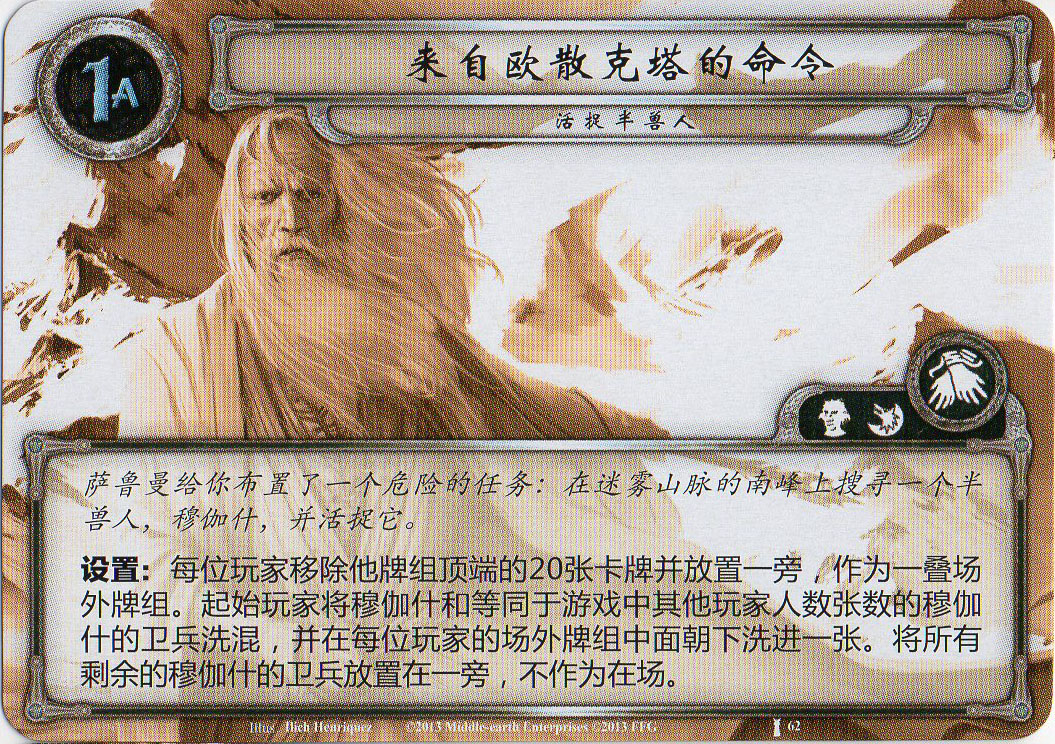 1A
来自欧散克塔的命令
活捉半兽人
萨鲁曼给你布置了一个危险的任务：在迷雾山脉的南峰上搜寻一个半
兽人，穆伽什，并活捉它。
设置：每位玩家移除他牌组顶端的20张卡牌并放置一旁，作为一叠场
外牌组。起始玩家将穆伽什和等同于游戏中其他玩家人数张数的穆伽
什的卫兵洗混，并在每位玩家的场外牌组中面朝下洗进一张。将所有
剩余的穆伽什的卫兵放置在一旁，不作为在场。
Illus Hich Henriquez ©2013 Middle-earth Enterprises ©2013 FFG 62